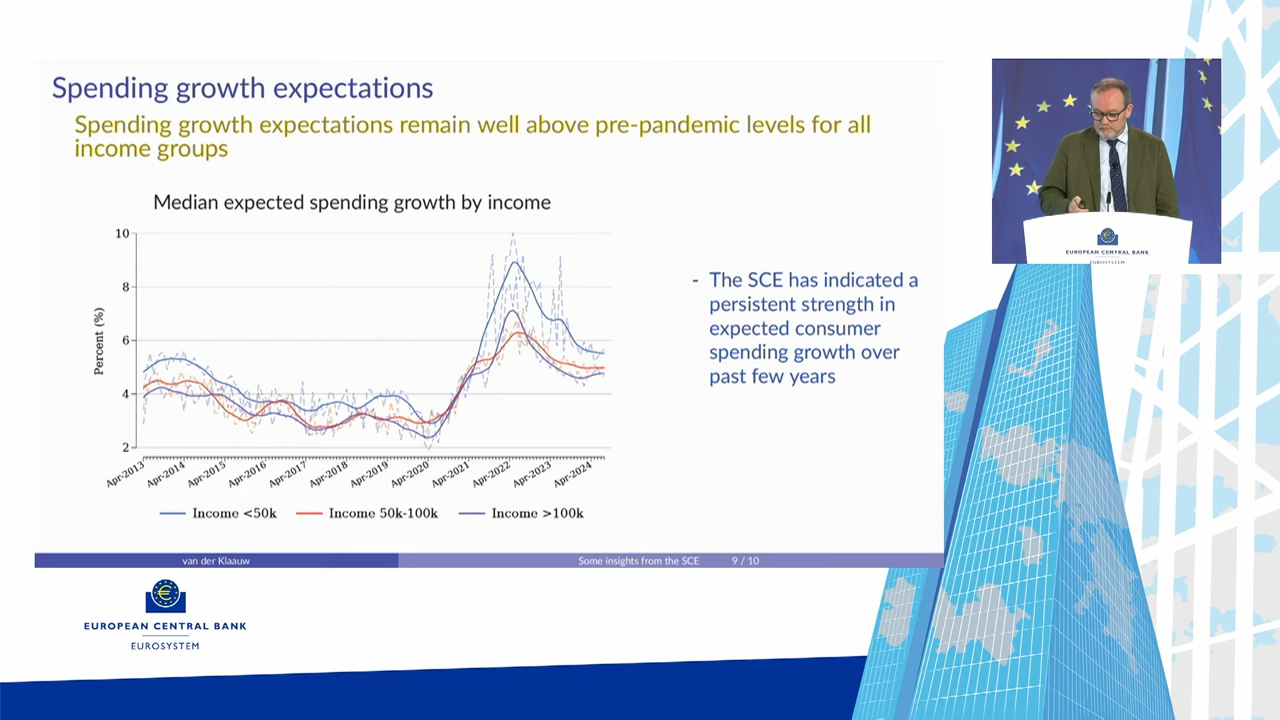 Spending growth expectations
Spending growth expectations remain well above pre-pandemic levels for all
income groups
Median expected spending growth by income
10
8
6
4
2
Percent (%)
Apr-2013
Apr-2014
Apr-2015
Apr-2016
Apr-2017
Apr-2018
Apr-2019
Apr-2020
Apr-2021
Apr-2022
Apr-2023
Apr-2024
Income <50k
Income 50k-100k
Income >100k
- The SCE has indicated a
persistent strength in
expected consumer
spending growth over
past few years
van der Klaauw
Some insights from the SCE
9 / 10
EUROPEAN CENTRAL BANK
EUROSYSTEM
EUROPEAN CENTRAL BANK
EUROSYSTEM